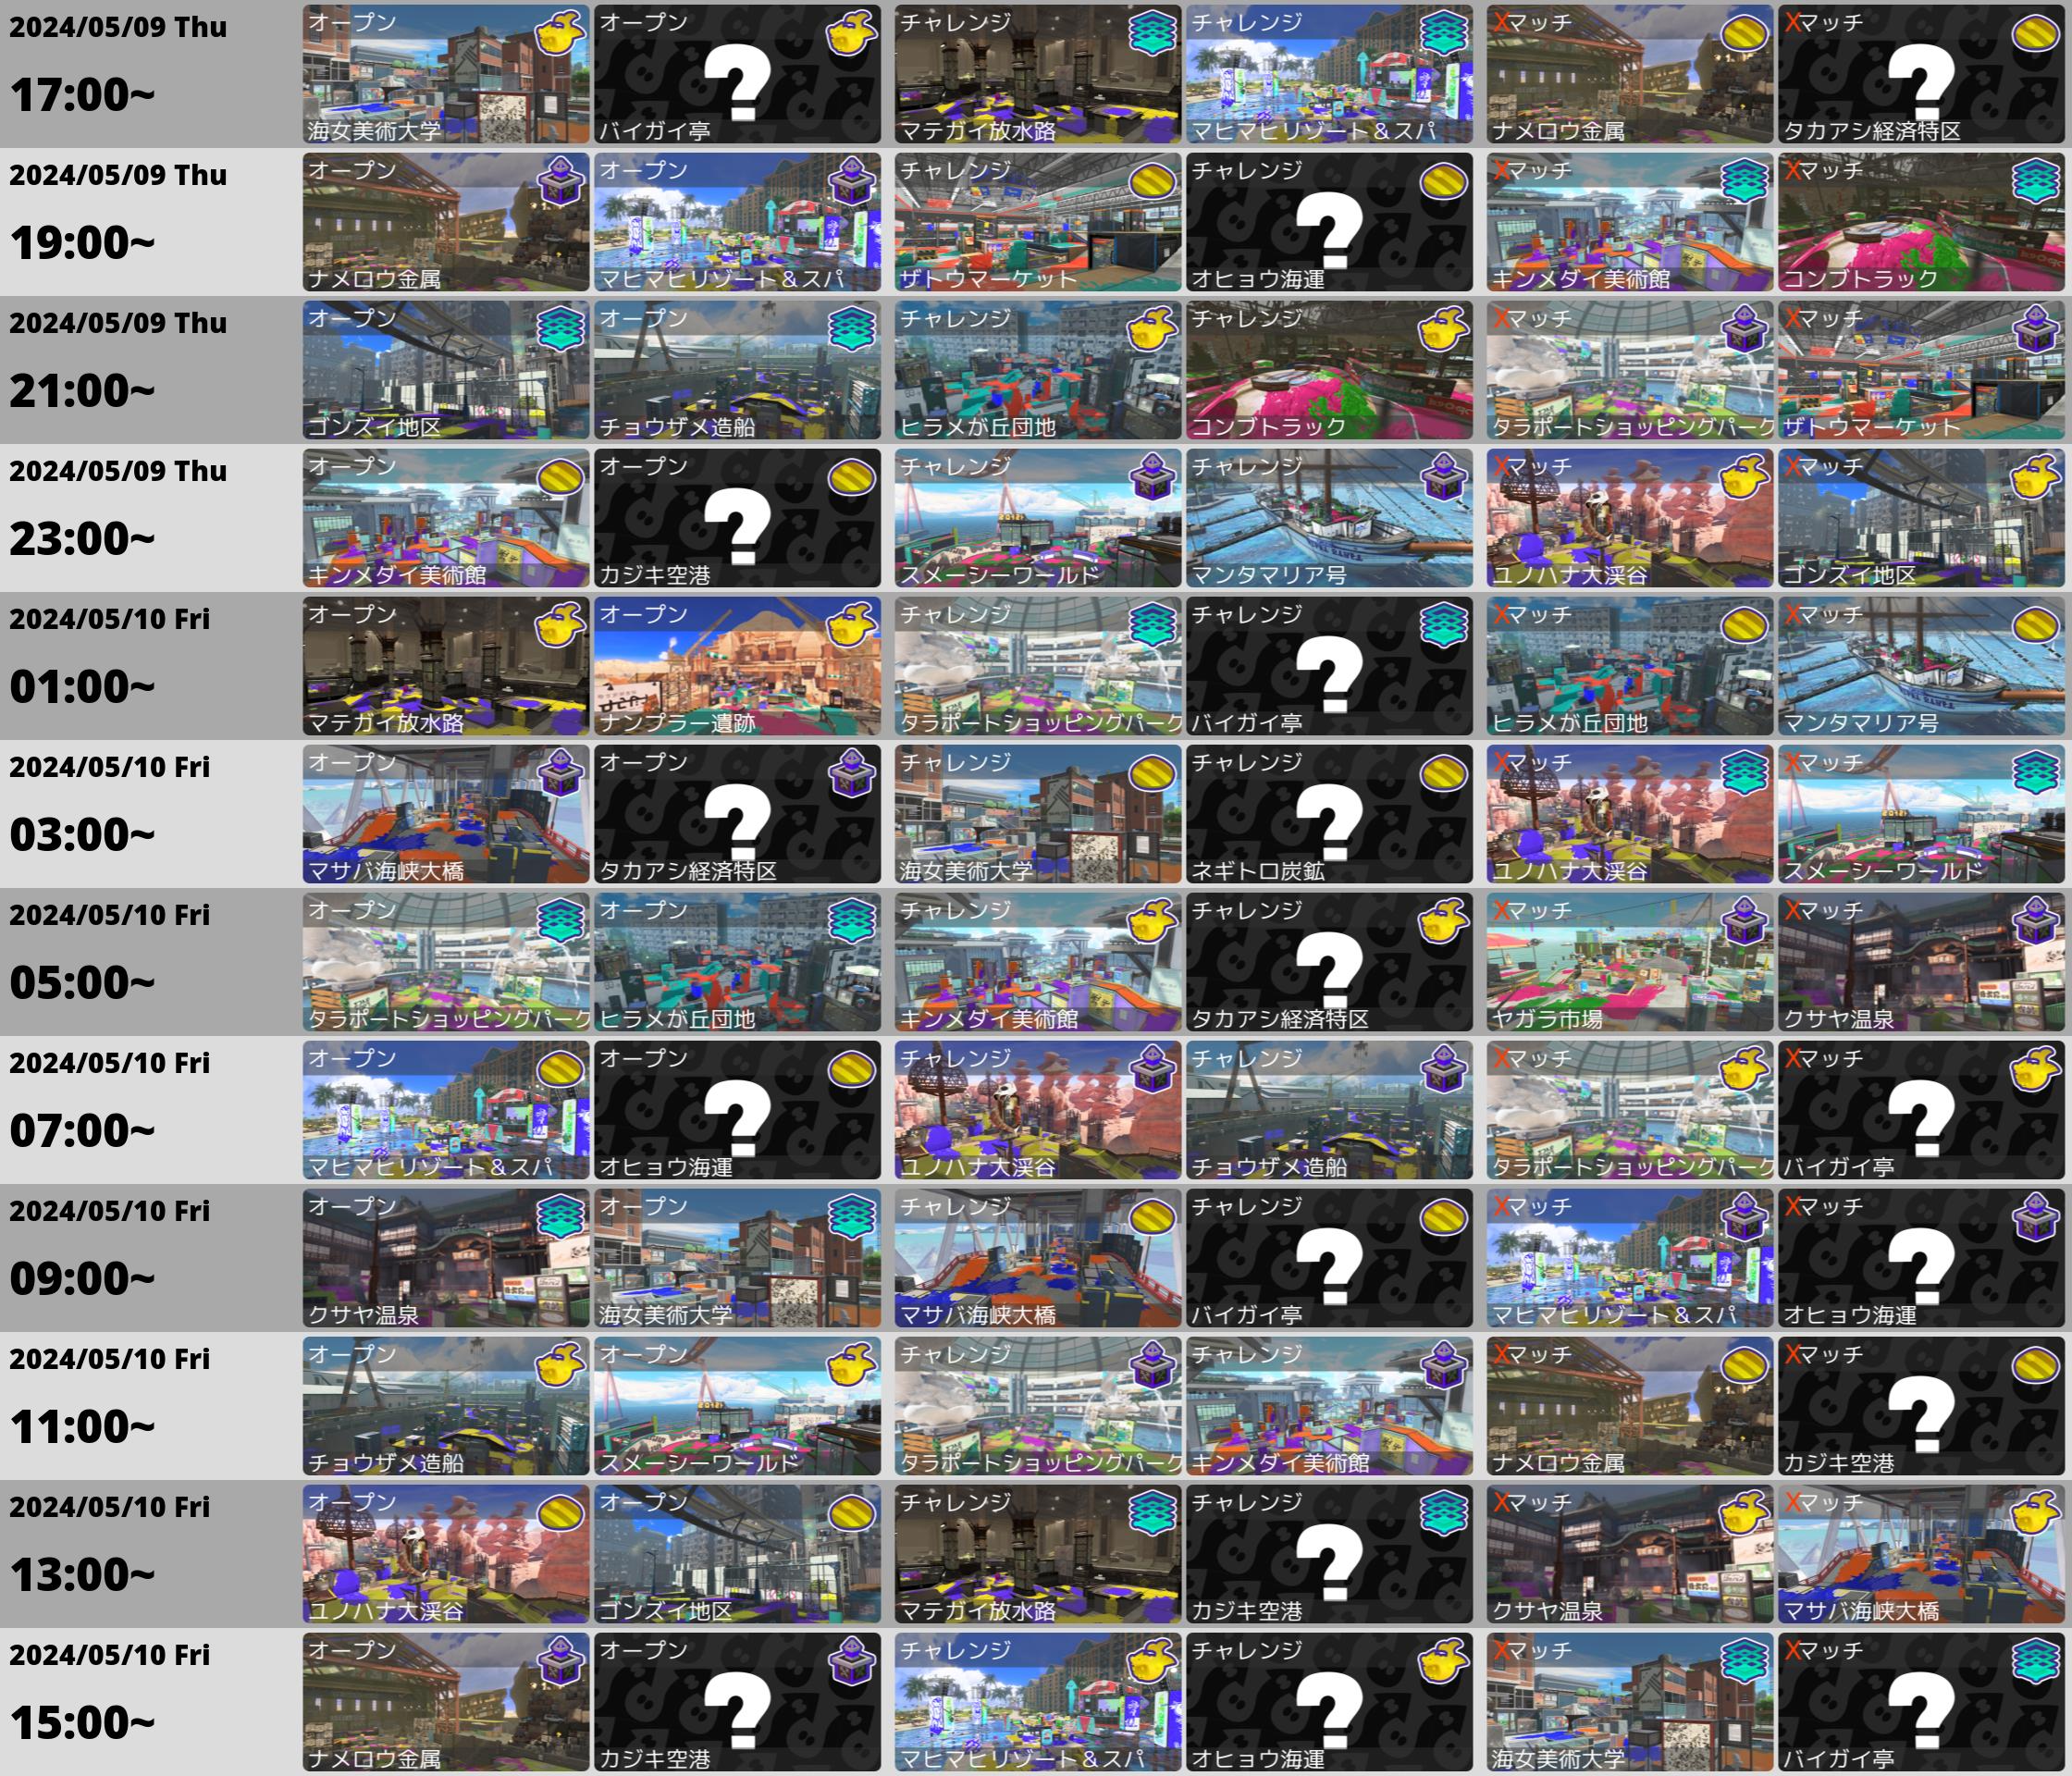 2024/05/09 Thu
17:00~
オープン
海女美術大学
オープン
バイガイ亭
チャレンジ
マテガイ放水路
チャレンジ
マヒマヒリゾート＆スパ
Xマッチ
ナメロウ金属
Xマッチ
タカアシ経済特区
2024/05/09 Thu
19:00~
オープン
ナメロウ金属
オープン
マヒマヒリゾート＆スパ
チャレンジ
ザトウマーケット
チャレンジ
オヒョウ海運
Xマッチ
キンメダイ美術館
Xマッチ
コンブトラック
2024/05/09 Thu
21:00~
オープン
ゴンズイ地区
オープン
チョウザメ造船
チャレンジ
ヒラメが丘団地
チャレンジ
コンブトラック
Xマッチ
タラポートショッピングパーク
Xマッチ
ザトウマーケット
2024/05/09 Thu
23:00~
オープン
キンメダイ美術館
オープン
カジキ空港
チャレンジ
スメーシーワールド
チャレンジ
マンタマリア号
Xマッチ
ユノハナ大渓谷
Xマッチ
ゴンズイ地区
2024/05/10 Fri
01:00~
オープン
マテガイ放水路
オープン
ナンプラー遺跡
チャレンジ
タラポートショッピングパーク
チャレンジ
バイガイ亭
Xマッチ
ヒラメが丘団地
Xマッチ
マンタマリア号
2024/05/10 Fri
03:00~
オープン
マサバ海峡大橋
オープン
タカアシ経済特区
チャレンジ
海女美術大学
チャレンジ
ネギトロ炭鉱
Xマッチ
ユノハナ大渓谷
Xマッチ
スメーシーワールド
2024/05/10 Fri
05:00~
オープン
タラポートショッピングパーク
オープン
ヒラメが丘団地
チャレンジ
キンメダイ美術館
チャレンジ
タカアシ経済特区
Xマッチ
ヤガラ市場
Xマッチ
クサヤ温泉
2024/05/10 Fri
07:00~
オープン
マヒマヒリゾート＆スパ
オープン
オヒョウ海運
チャレンジ
ユノハナ大渓谷
チャレンジ
チョウザメ造船
Xマッチ
タラポートショッピングパーク
Xマッチ
バイガイ亭
2024/05/10 Fri
09:00~
オープン
クサヤ温泉
オープン
海女美術大学
チャレンジ
マサバ海峡大橋
チャレンジ
バイガイ亭
Xマッチ
マヒマヒリゾート＆スパ
Xマッチ
オヒョウ海運
2024/05/10 Fri
11:00~
オープン
チョウザメ造船
オープン
スメーシーワールド
チャレンジ
タラポートショッピングパーク
チャレンジ
キンメダイ美術館
Xマッチ
ナメロウ金属
Xマッチ
カジキ空港
2024/05/10 Fri
13:00~
オープン
ユノハナ大渓谷
オープン
ゴンズイ地区
チャレンジ
マテガイ放水路
チャレンジ
カジキ空港
Xマッチ
クサヤ温泉
Xマッチ
マサバ海峡大橋
2024/05/10 Fri
15:00~
オープン
ナメロウ金属
オープン
カジキ空港
チャレンジ
マヒマヒリゾート＆スパ
チャレンジ
オヒョウ海運
Xマッチ
海女美術大学
Xマッチ
バイガイ亭